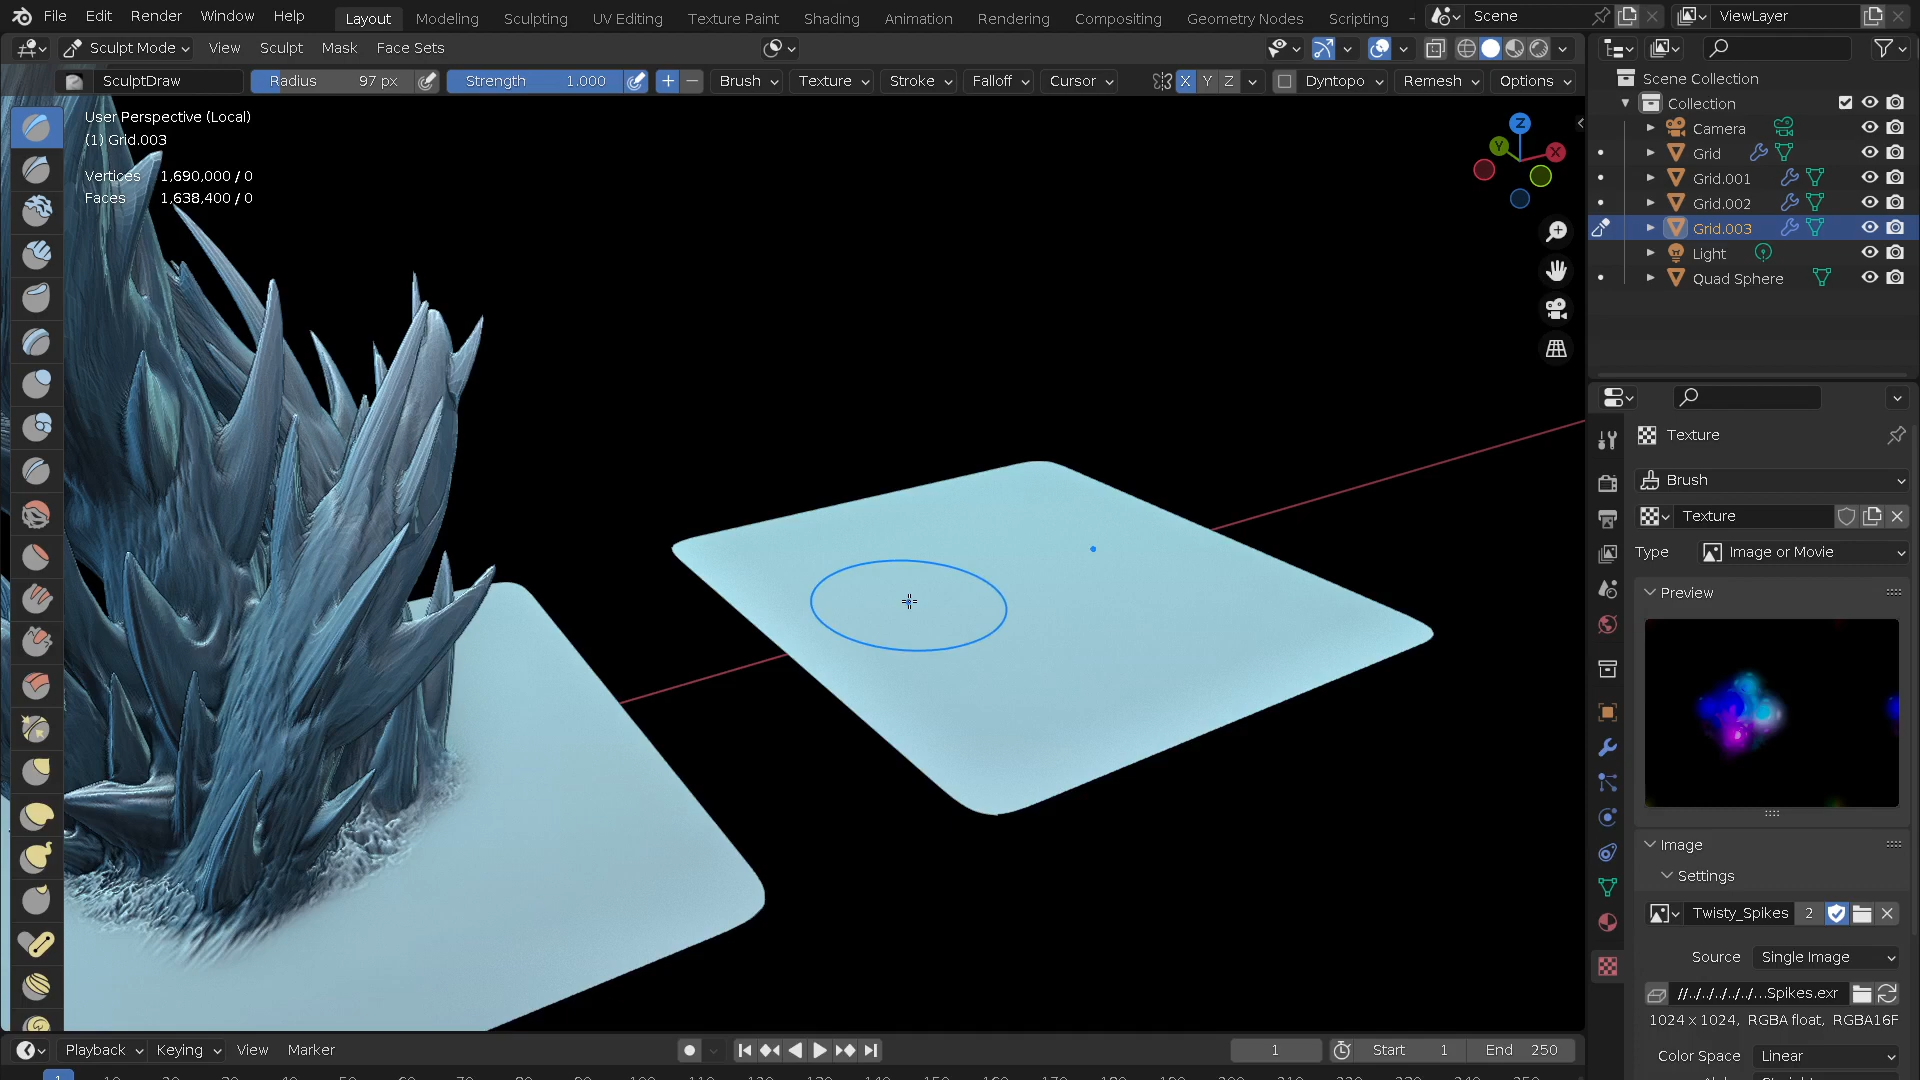 File Edit Render Window Help Layout Modeling Sculpting UV Editing Texture Paint Shading Animation Rendering Compositing Geometry Nodes Scripting Scene ViewLayer
Sculpt Mode View Sculpt Mask Face Sets
SculptDraw Radius 97 px Strength 1.000 Brush Texture Stroke Falloff Cursor X Y Z Dyntopo Remesh Options
User Perspective (Local)
(1) Grid.003
Vertices 1,690,000 / 0
Faces 1,638,400 / 0
Z
Y X
Scene Collection
Collection
Camera
Grid
Grid.001
Grid.002
Grid.003
Light
Quad Sphere
Texture
Brush
Texture
Type Image or Movie
Preview
Image
Settings
Twisty_Spikes 2
Source Single Image
//../../../../../...Spikes.exr
1024 x 1024, RGBA float, RGBA16F
Color Space Linear
Playback Keying View Marker 1 Start 1 End 250